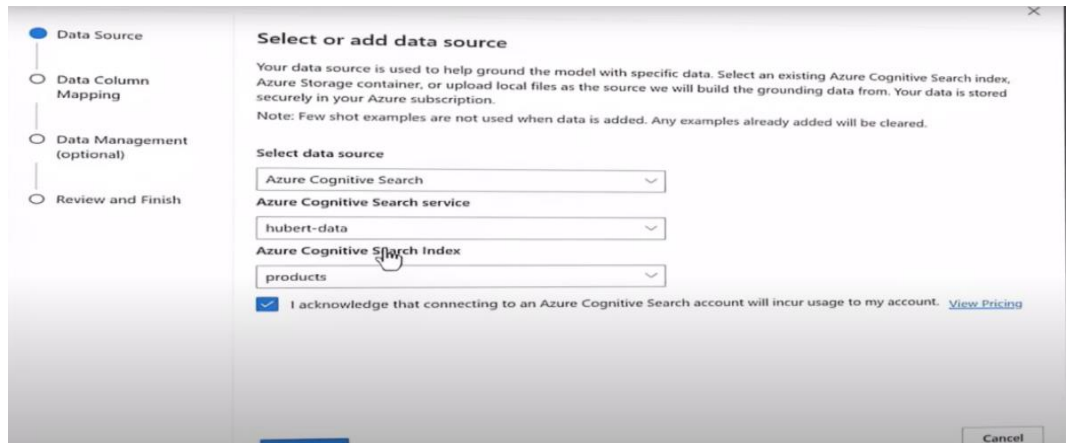 Data Source
Data Column
Mapping
Data Management
(optional)
Review and Finish
Select or add data source
Your data source is used to help ground the model with specific data. Select an existing Azure Cognitive Search index,
Azure Storage container, or upload local files as the source we will build the grounding data from. Your data is stored
securely in your Azure subscription.
Note: Few shot examples are not used when data is added. Any examples already added will be cleared.
Select data source
Azure Cognitive Search
Azure Cognitive Search service
hubert-data
Azure Cognitive Search Index
products
I acknowledge that connecting to an Azure Cognitive Search account will incur usage to my account. View Pricing
Cancel